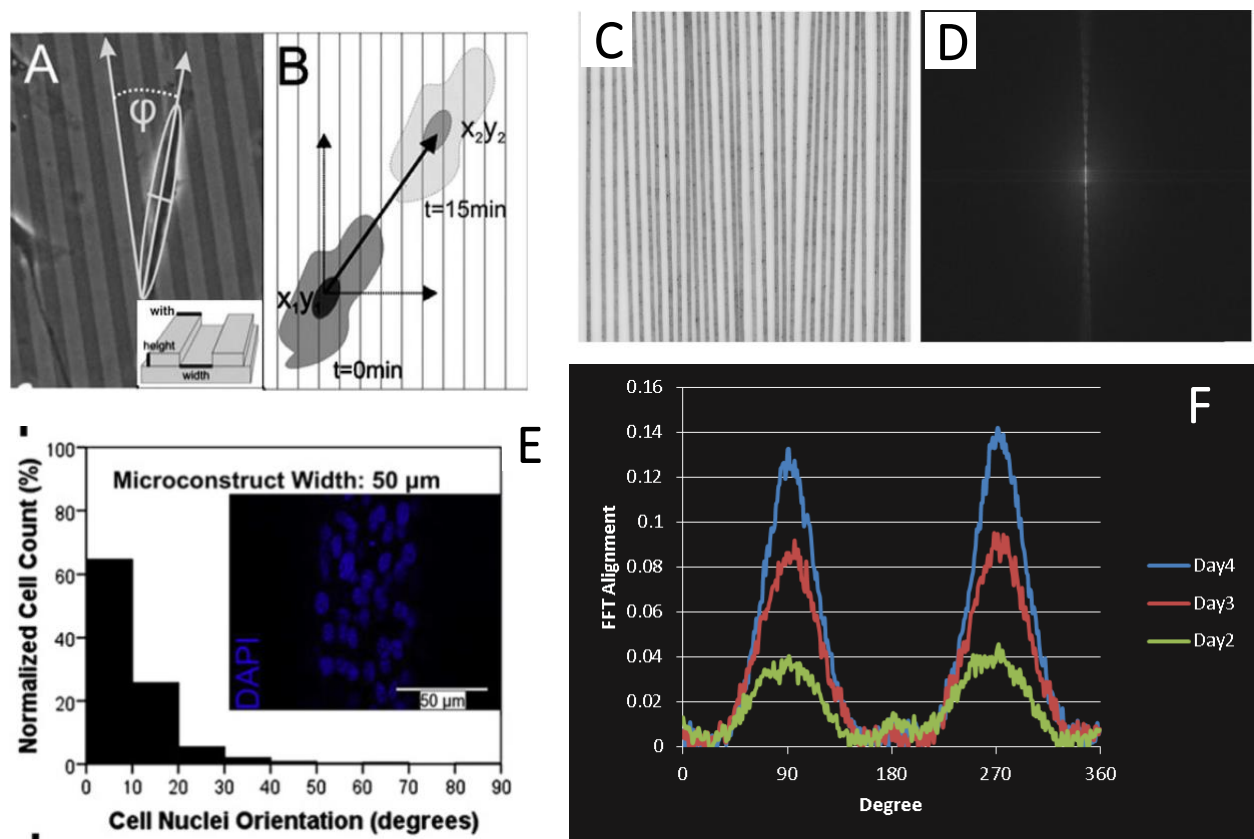 A
φ
with
height
width
B
x₂y₂
t=15min
x₁y₁
t=0min
C
D
E
Normalized Cell Count (%)
100
80
60
40
20
0
Microconstruct Width: 50 µm
DAPI
50 µm
0 10 20 30 40 50 60 70 80 90
Cell Nuclei Orientation (degrees)
F
FFT Alignment
0.16
0.14
0.12
0.1
0.08
0.06
0.04
0.02
0
0 90 180 270 360
Degree
Day4
Day3
Day2